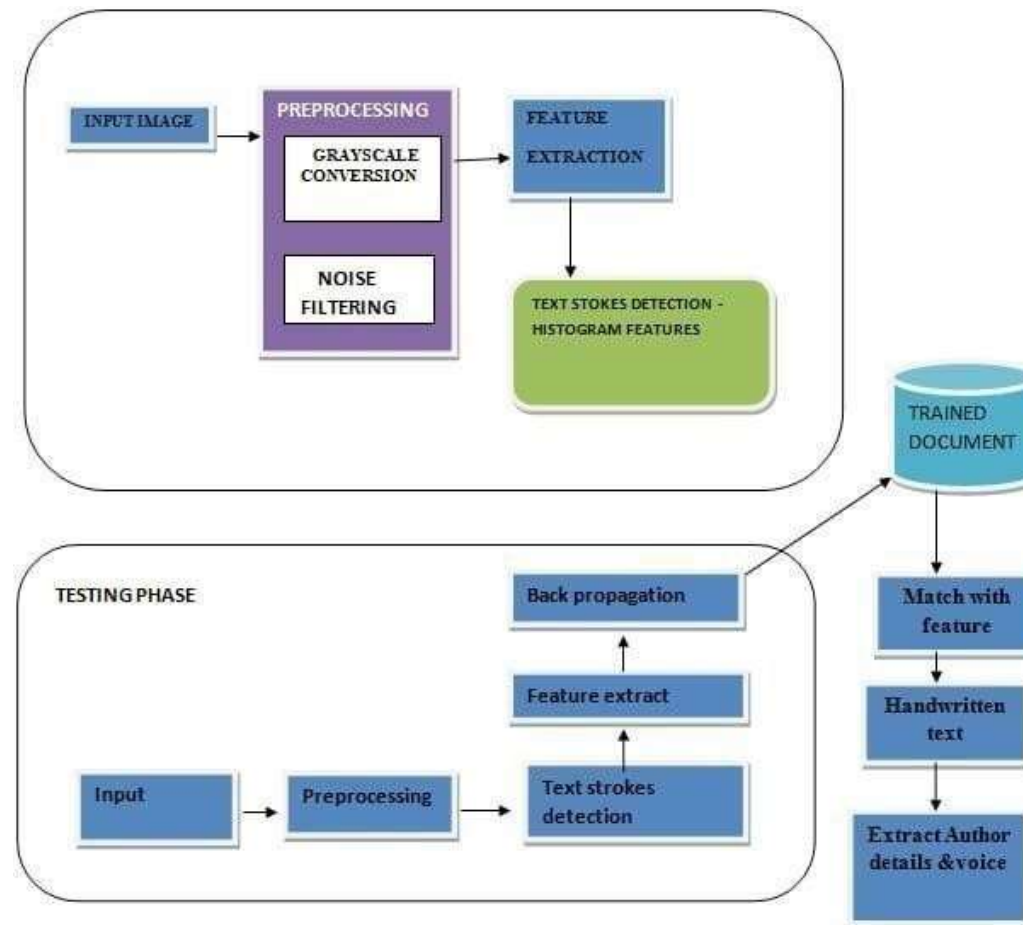 INPUT IMAGE
PREPROCESSING
GRAYSCALE
CONVERSION
NOISE
FILTERING
FEATURE
EXTRACTION
TEXT STOKES DETECTION -
HISTOGRAM FEATURES
TRAINED
DOCUMENT
TESTING PHASE
Back propagation
Feature extract
Input
Preprocessing
Text strokes
detection
Match with
feature
Handwritten
text
Extract Author
details &voice